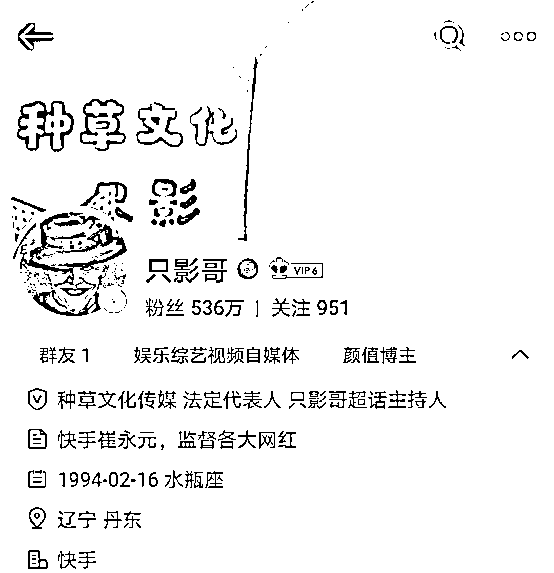 种草文化
只影
只影哥 VIP 6
粉丝 536万 | 关注 951
群友 1 娱乐综艺视频自媒体 颜值博主
种草文化传媒 法定代表人 只影哥超话主持人
快手崔永元，监督各大网红
1994-02-16 水瓶座
辽宁 丹东
快手